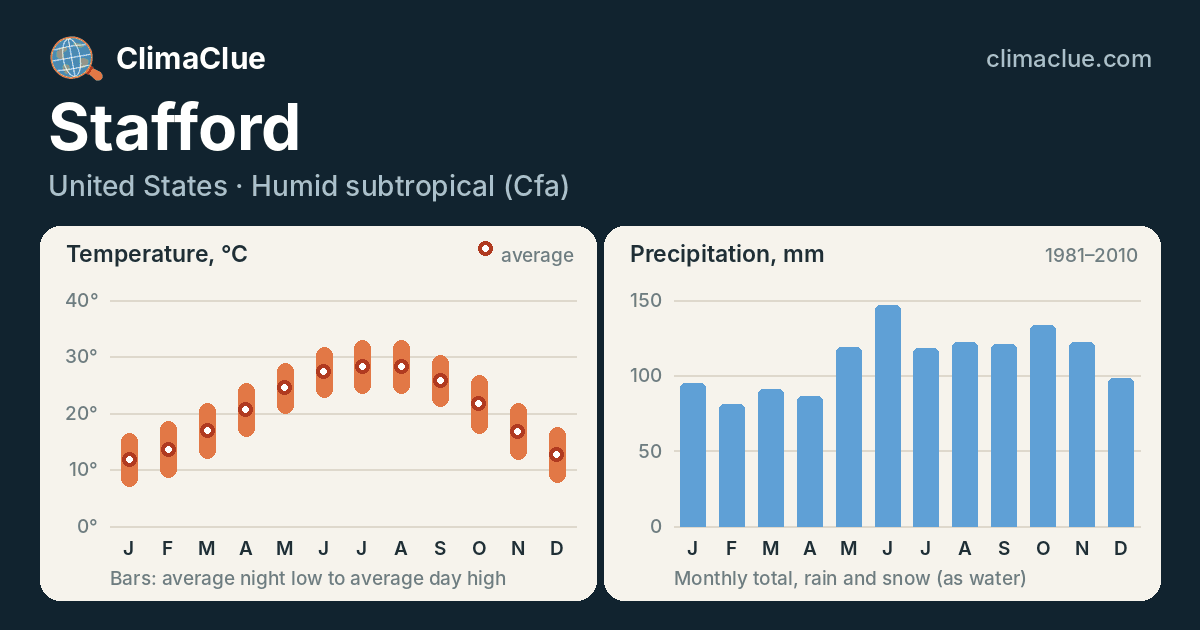 ClimaClue
climaclue.com
Stafford
United States · Humid subtropical (Cfa)
Temperature, °C
average
40°
30°
20°
10°
0°
J F M A M J J A S O N D
Bars: average night low to average day high
Precipitation, mm
1981–2010
150
100
50
0
J F M A M J J A S O N D
Monthly total, rain and snow (as water)